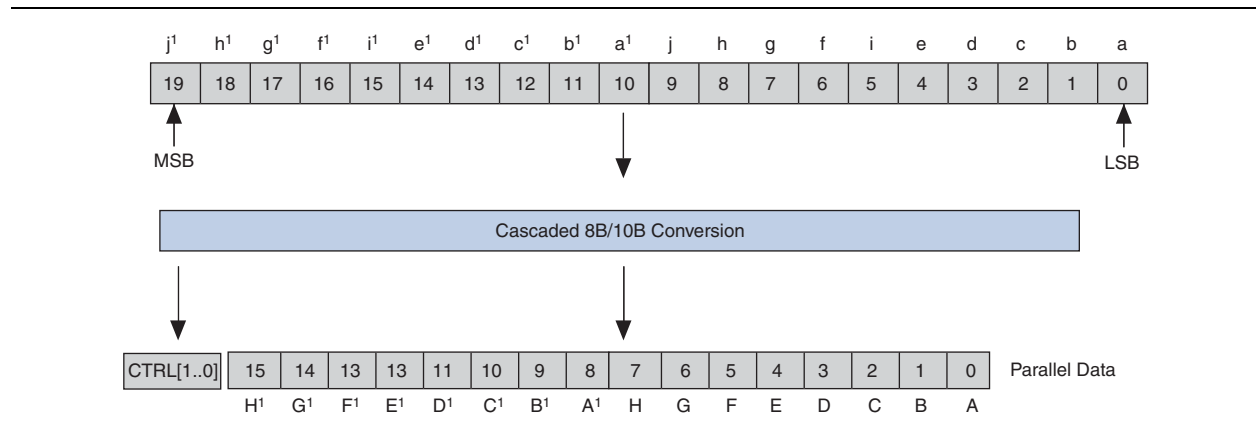 j¹ h¹ g¹ f¹ i¹ e¹ d¹ c¹ b¹ a¹ j h g f i e d c b a
19 18 17 16 15 14 13 12 11 10 9 8 7 6 5 4 3 2 1 0
MSB LSB
Cascaded 8B/10B Conversion
CTRL[1..0] 15 14 13 13 11 10 9 8 7 6 5 4 3 2 1 0 Parallel Data
H¹ G¹ F¹ E¹ D¹ C¹ B¹ A¹ H G F E D C B A